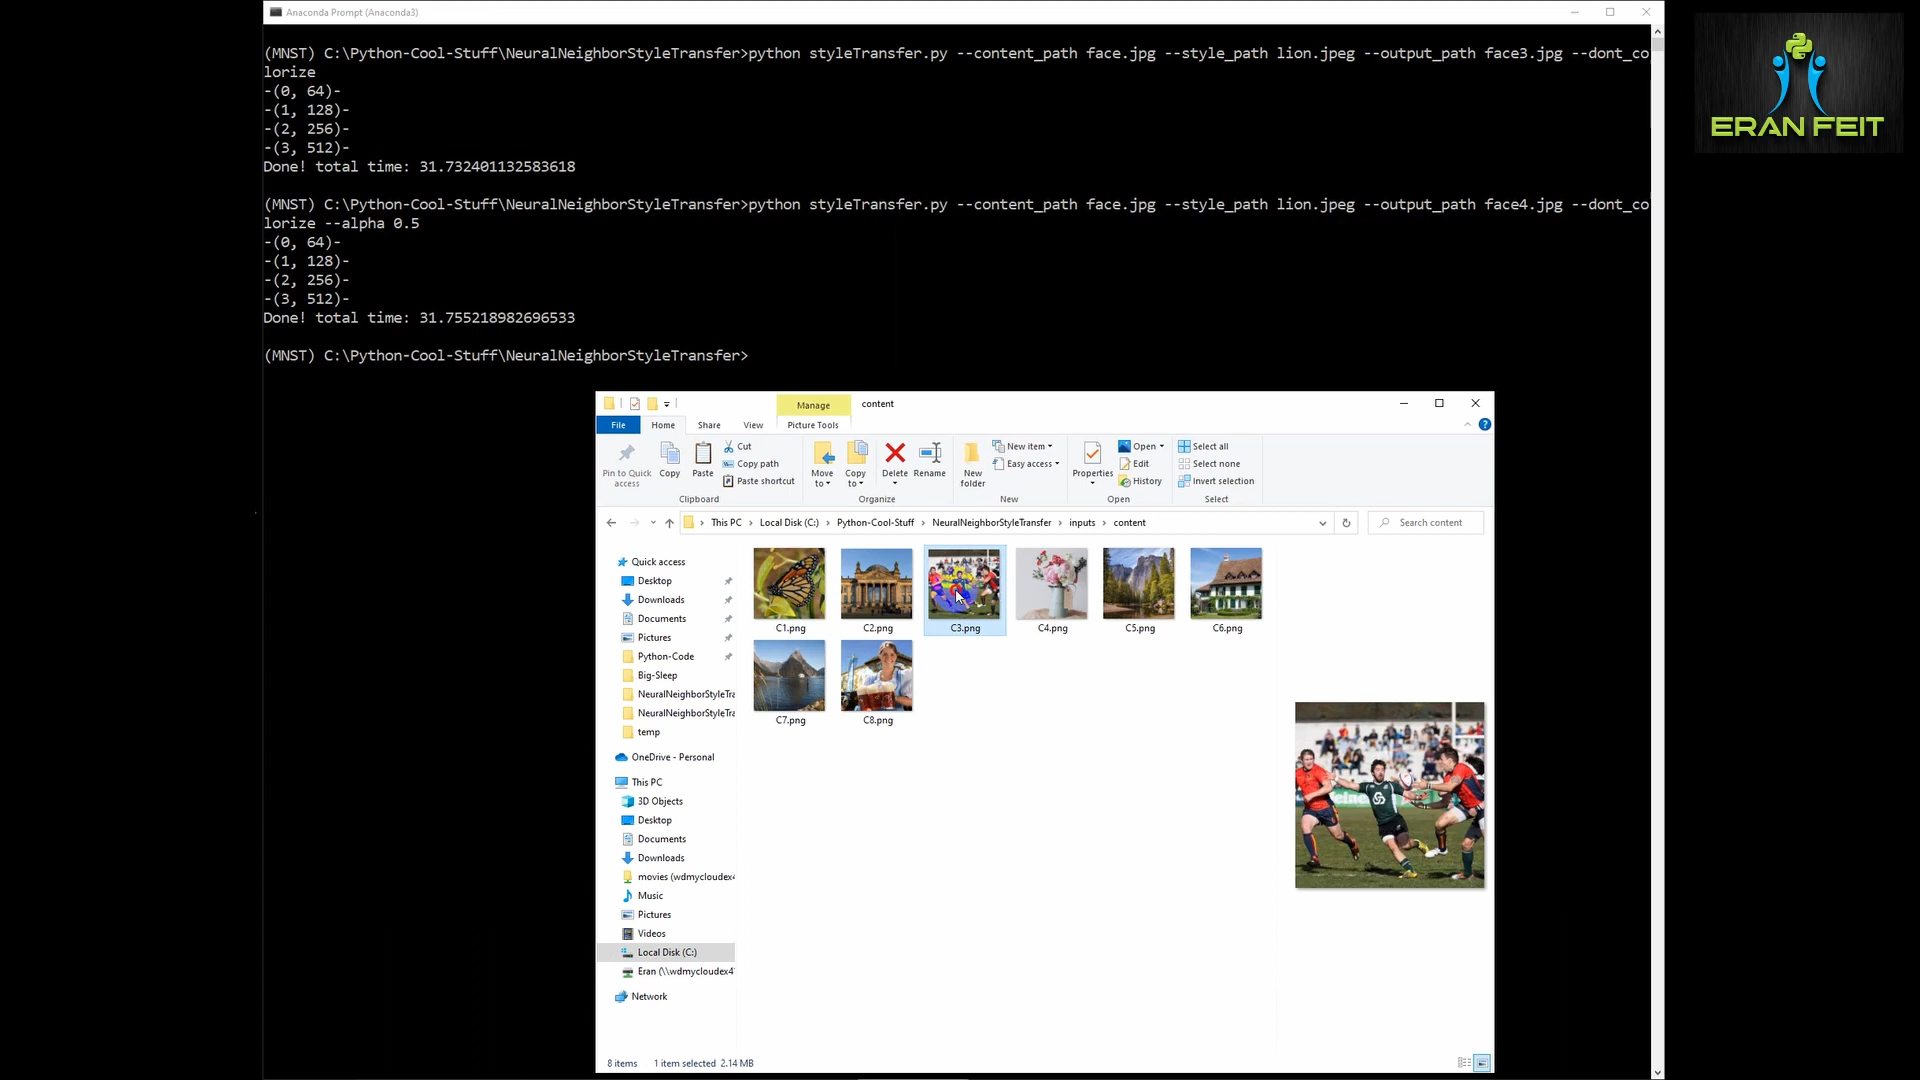 Anaconda Prompt (Anaconda3)
ERAN FEIT
(MNST) C:\Python-Cool-Stuff\NeuralNeighborStyleTransfer>python styleTransfer.py --content_path face.jpg --style_path lion.jpeg --output_path face3.jpg --dont_co
lorize
-(0, 64)-
-(1, 128)-
-(2, 256)-
-(3, 512)-
Done! total time: 31.732401132583618
(MNST) C:\Python-Cool-Stuff\NeuralNeighborStyleTransfer>python styleTransfer.py --content_path face.jpg --style_path lion.jpeg --output_path face4.jpg --dont_co
lorize --alpha 0.5
-(0, 64)-
-(1, 128)-
-(2, 256)-
-(3, 512)-
Done! total time: 31.755218982696533
(MNST) C:\Python-Cool-Stuff\NeuralNeighborStyleTransfer>
Manage content
File Home Share View Picture Tools
Pin to Quick access
Copy
Paste
Cut
Copy path
Paste shortcut
Move to
Copy to
Delete
Rename
New folder
New item
Easy access
Properties
Open
Edit
History
Select all
Select none
Invert selection
Clipboard Organize New Open Select
This PC > Local Disk (C:) > Python-Cool-Stuff > NeuralNeighborStyleTransfer > inputs > content
Search content
Quick access
Desktop
Downloads
Documents
Pictures
Python-Code
Big-Sleep
NeuralNeighborStyleTra
NeuralNeighborStyleTra
temp
OneDrive - Personal
This PC
3D Objects
Desktop
Documents
Downloads
movies (wdmycloudex4
Music
Pictures
Videos
Local Disk (C:)
Eran (\\wdmycloudex4
Network
C1.png C2.png C3.png C4.png C5.png C6.png
C7.png C8.png
8 items 1 item selected 2.14 MB